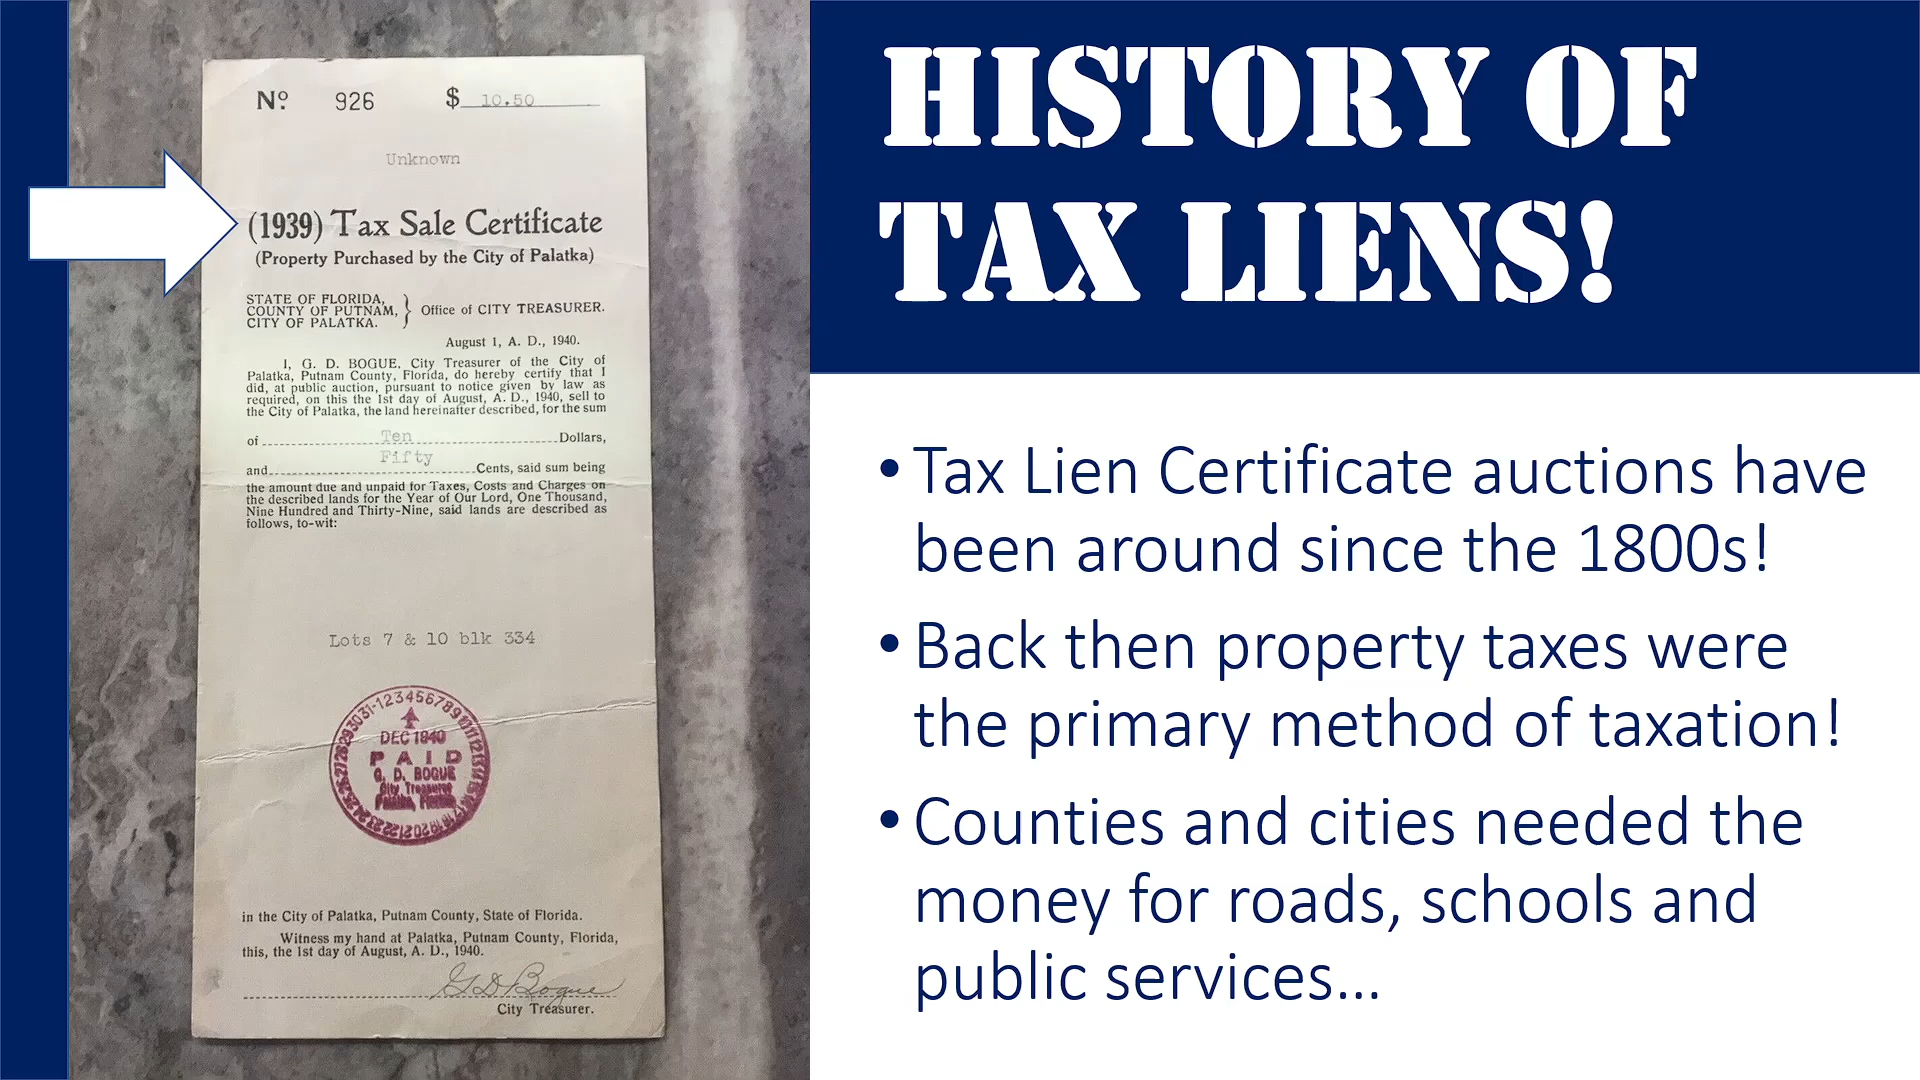 Nº 926 $ 10.50
Unknown
(1939) Tax Sale Certificate
(Property Purchased by the City of Palatka)
STATE OF FLORIDA,
COUNTY OF PUTNAM, } Office of CITY TREASURER.
CITY OF PALATKA.
August 1, A. D., 1940.
I, G. D. BOGUE, City Treasurer of the City of
Palatka, Putnam County, Florida, do hereby certify that I
did, at public auction, pursuant to notice given by law as
required, on this the 1st day of August, A. D., 1940, sell to
the City of Palatka, the land hereinafter described, for the sum
of Ten Dollars,
and Fifty Cents, said sum being
the amount due and unpaid for Taxes, Costs and Charges on
the described lands for the Year of Our Lord, One Thousand,
Nine Hundred and Thirty-Nine, said lands are described as
follows, to-wit:
Lots 7 & 10 blk 334
DEC 1940
PAID
G. D. BOGUE
City Treasurer
Palatka, Florida
in the City of Palatka, Putnam County, State of Florida.
Witness my hand at Palatka, Putnam County, Florida,
this, the 1st day of August, A. D., 1940.
G D Bogue
City Treasurer.
HISTORY OF
TAX LIENS!
• Tax Lien Certificate auctions have
been around since the 1800s!
• Back then property taxes were
the primary method of taxation!
• Counties and cities needed the
money for roads, schools and
public services...